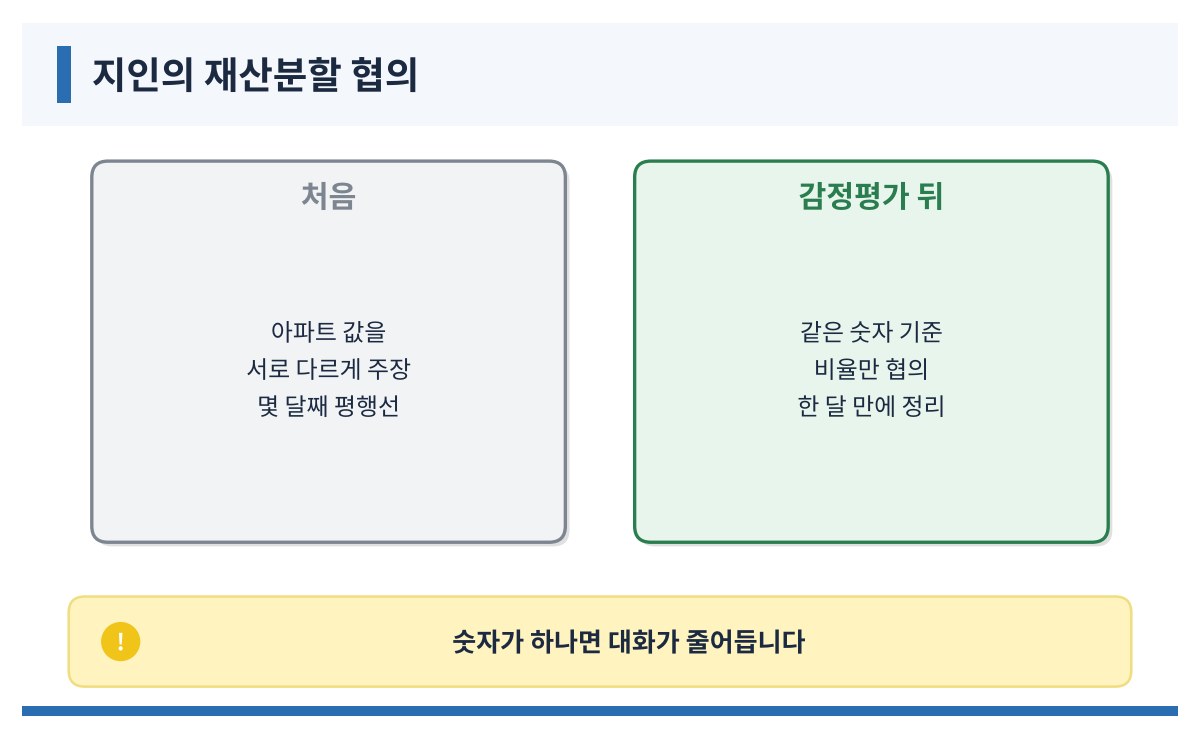 지인의 재산분할 협의
처음
아파트 값을
서로 다르게 주장
몇 달째 평행선
감정평가 뒤
같은 숫자 기준
비율만 협의
한 달 만에 정리
!
숫자가 하나면 대화가 줄어듭니다